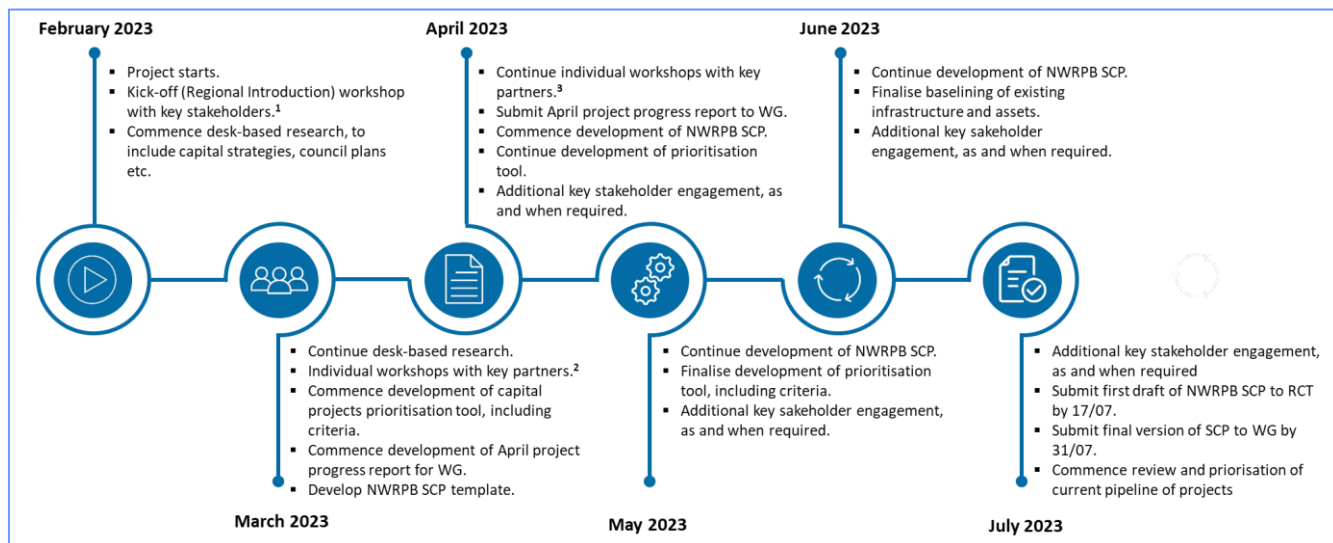 February 2023
▪ Project starts.
▪ Kick-off (Regional Introduction) workshop
with key stakeholders.¹
▪ Commence desk-based research, to
include capital strategies, council plans
etc.
April 2023
▪ Continue individual workshops with key
partners.³
▪ Submit April project progress report to WG.
▪ Commence development of NWRPB SCP.
▪ Continue development of prioritisation
tool.
▪ Additional key stakeholder engagement, as
and when required.
June 2023
▪ Continue development of NWRPB SCP.
▪ Finalise baselining of existing
infrastructure and assets.
▪ Additional key sakeholder
engagement, as and when required.
▪ Continue desk-based research.
▪ Individual workshops with key partners.²
▪ Commence development of capital
projects prioritisation tool, including
criteria.
▪ Commence development of April project
progress report for WG.
▪ Develop NWRPB SCP template.
March 2023
▪ Continue development of NWRPB SCP.
▪ Finalise development of prioritisation
tool, including criteria.
▪ Additional key sakeholder engagement,
as and when required.
May 2023
▪ Additional key stakeholder engagement,
as and when required
▪ Submit first draft of NWRPB SCP to RCT
by 17/07.
▪ Submit final version of SCP to WG by
31/07.
▪ Commence review and priorisation of
current pipeline of projects
July 2023